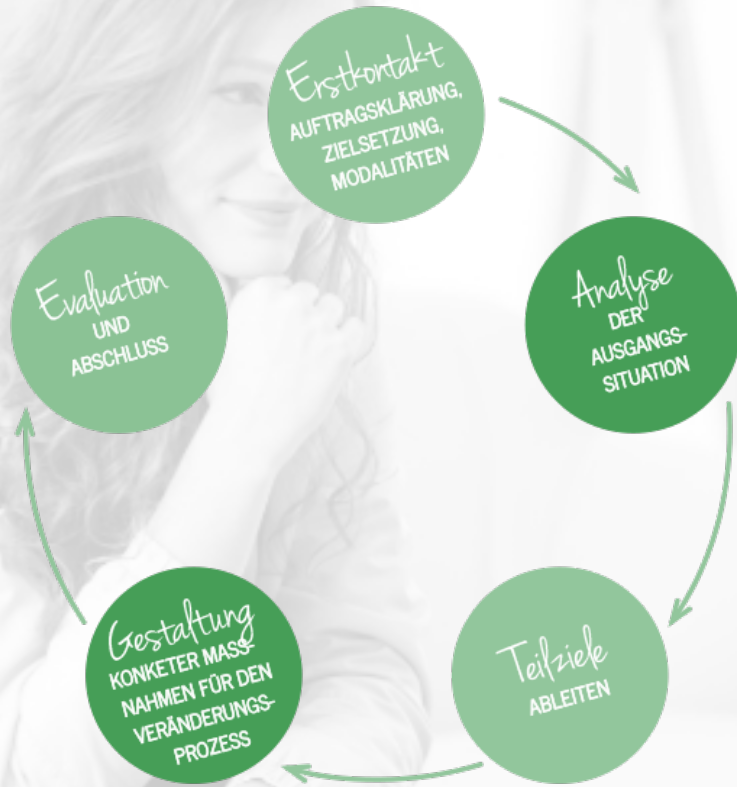 Erstkontakt
AUFTRAGSKLÄRUNG,
ZIELSETZUNG,
MODALITÄTEN
Analyse
DER
AUSGANGS-
SITUATION
Teilziele
ABLEITEN
Gestaltung
KONKETER MASS-
NAHMEN FÜR DEN
VERÄNDERUNGS-
PROZESS
Evaluation
UND
ABSCHLUSS